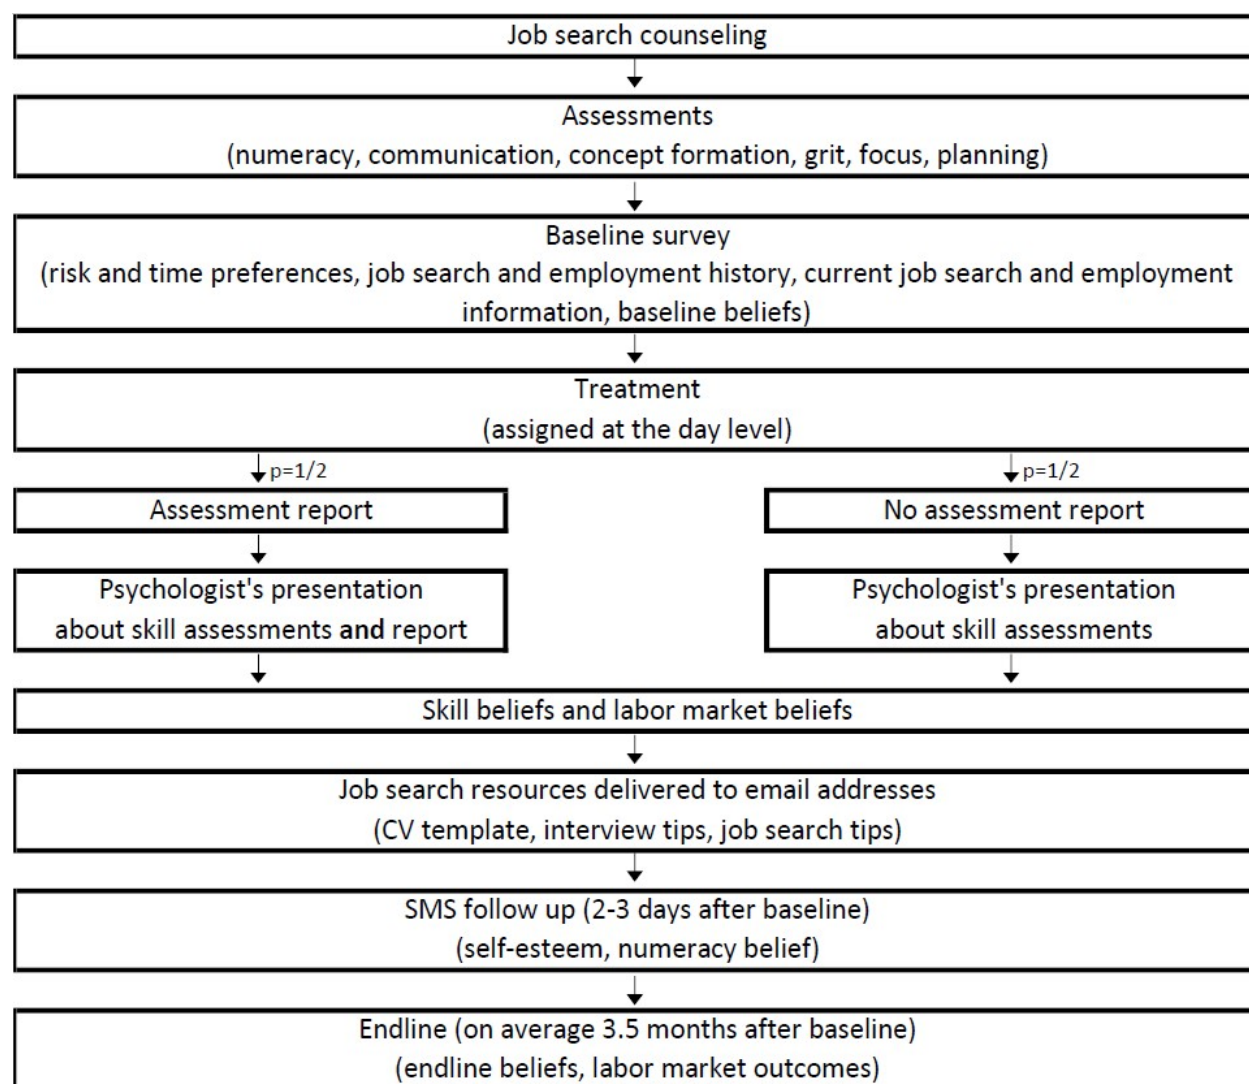 Job search counseling
Assessments
(numeracy, communication, concept formation, grit, focus, planning)
Baseline survey
(risk and time preferences, job search and employment history, current job search and employment
information, baseline beliefs)
Treatment
(assigned at the day level)
p=1/2
p=1/2
Assessment report
No assessment report
Psychologist's presentation
about skill assessments and report
Psychologist's presentation
about skill assessments
Skill beliefs and labor market beliefs
Job search resources delivered to email addresses
(CV template, interview tips, job search tips)
SMS follow up (2-3 days after baseline)
(self-esteem, numeracy belief)
Endline (on average 3.5 months after baseline)
(endline beliefs, labor market outcomes)